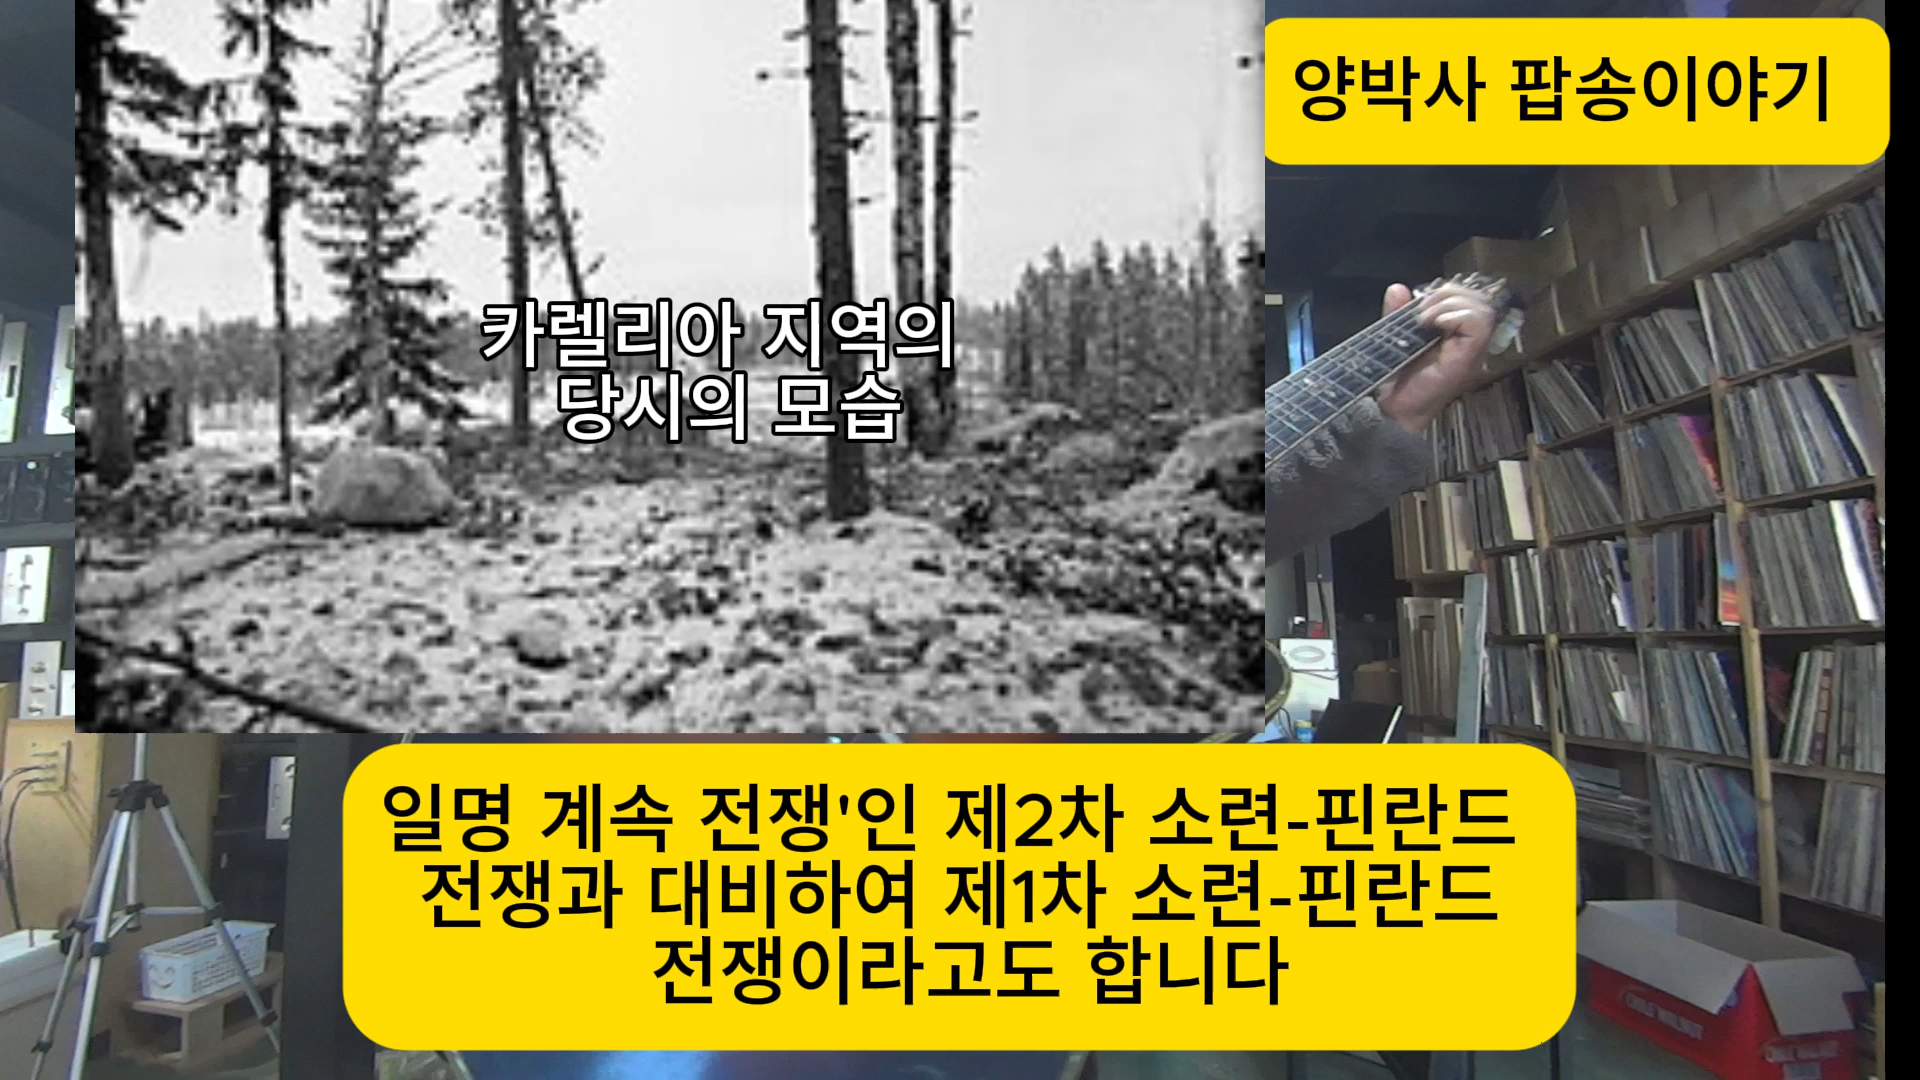 양박사 팝송이야기
카렐리아 지역의
당시의 모습
일명 계속 전쟁'인 제2차 소련-핀란드
전쟁과 대비하여 제1차 소련-핀란드
전쟁이라고도 합니다